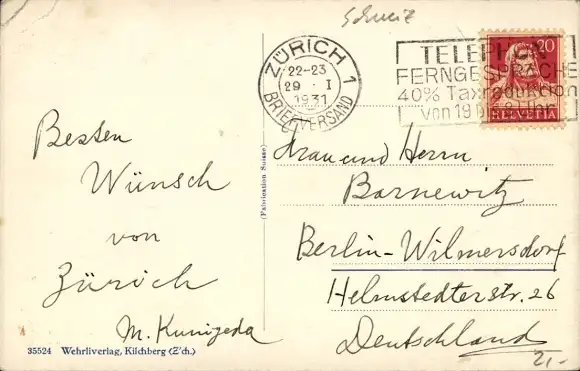 Schweiz
ZÜRICH 1
22-23
29. I
1931
BRIEFVERSAND
TELEPHON
FERNGESPRÄCHE
40% Taxreduktion
von 19 bis 8 Uhr
20
HELVETIA
Besten
Wünsch
von
Zürich
M. Kunizeda
(Fabrication Suisse)
Frau und Herrn
Barnewitz
Berlin-Wilmersdorf
Helmstedterstr. 26
Deutschland
21.-
35524 Wehrliverlag, Kilchberg (Z'ch.)